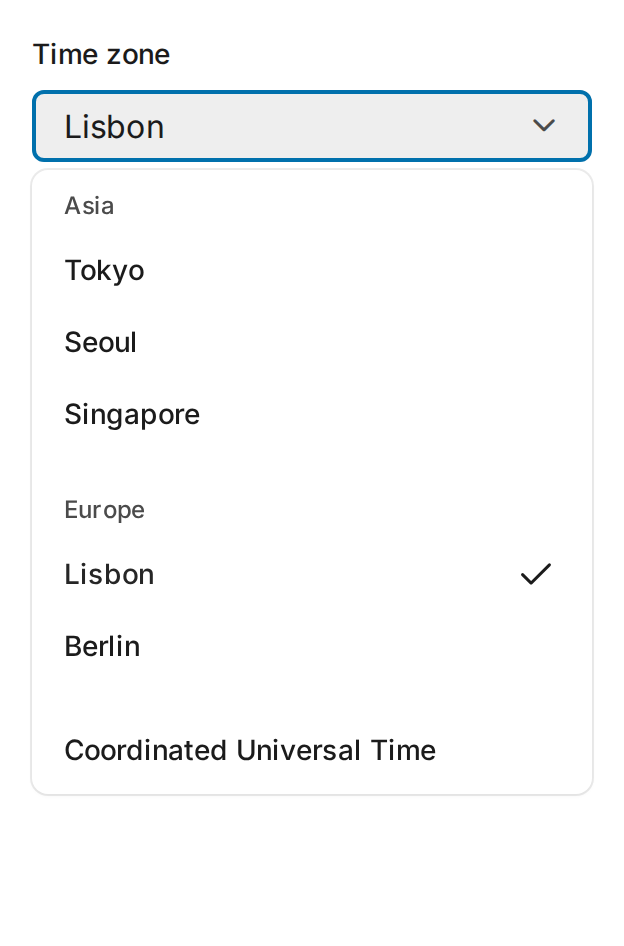 Time zone
Lisbon
Asia
Tokyo
Seoul
Singapore
Europe
Lisbon
Berlin
Coordinated Universal Time